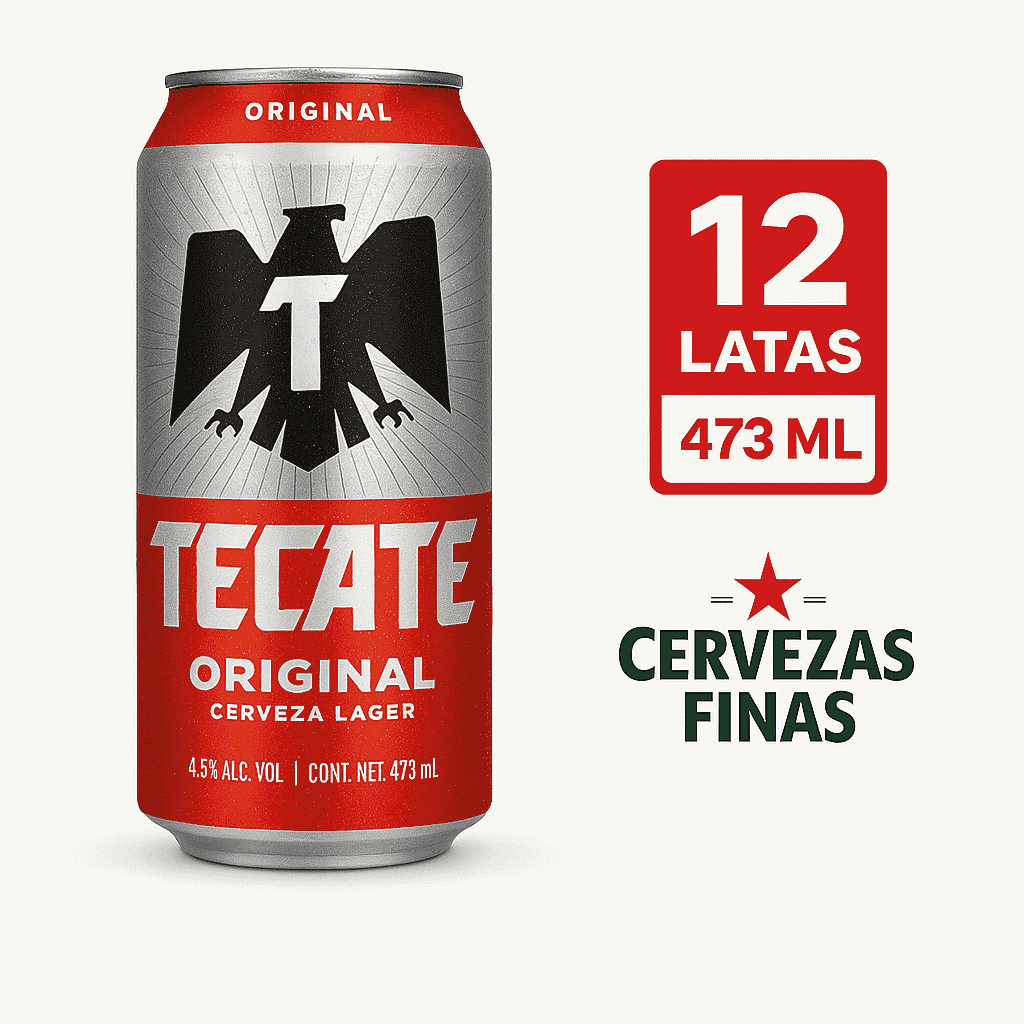 ORIGINAL
T
TECATE
ORIGINAL
CERVEZA LAGER
4.5% ALC. VOL | CONT. NET. 473 mL
12
LATAS
473 ML
CERVEZAS
FINAS